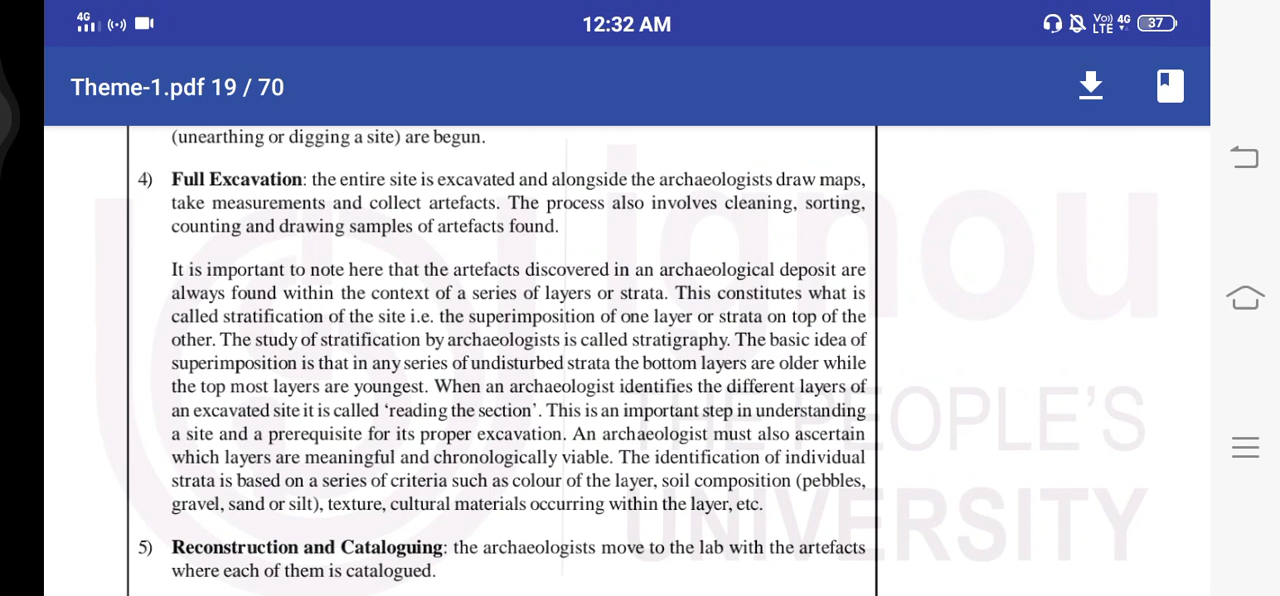 4G
12:32 AM
Vo)) 4G
LTE
37
Theme-1.pdf 19 / 70
(unearthing or digging a site) are begun.
4) Full Excavation: the entire site is excavated and alongside the archaeologists draw maps,
take measurements and collect artefacts. The process also involves cleaning, sorting,
counting and drawing samples of artefacts found.
It is important to note here that the artefacts discovered in an archaeological deposit are
always found within the context of a series of layers or strata. This constitutes what is
called stratification of the site i.e. the superimposition of one layer or strata on top of the
other. The study of stratification by archaeologists is called stratigraphy. The basic idea of
superimposition is that in any series of undisturbed strata the bottom layers are older while
the top most layers are youngest. When an archaeologist identifies the different layers of
an excavated site it is called ‘reading the section’. This is an important step in understanding
a site and a prerequisite for its proper excavation. An archaeologist must also ascertain
which layers are meaningful and chronologically viable. The identification of individual
strata is based on a series of criteria such as colour of the layer, soil composition (pebbles,
gravel, sand or silt), texture, cultural materials occurring within the layer, etc.
5) Reconstruction and Cataloguing: the archaeologists move to the lab with the artefacts
where each of them is catalogued.
ignou
THE PEOPLE'S
UNIVERSITY